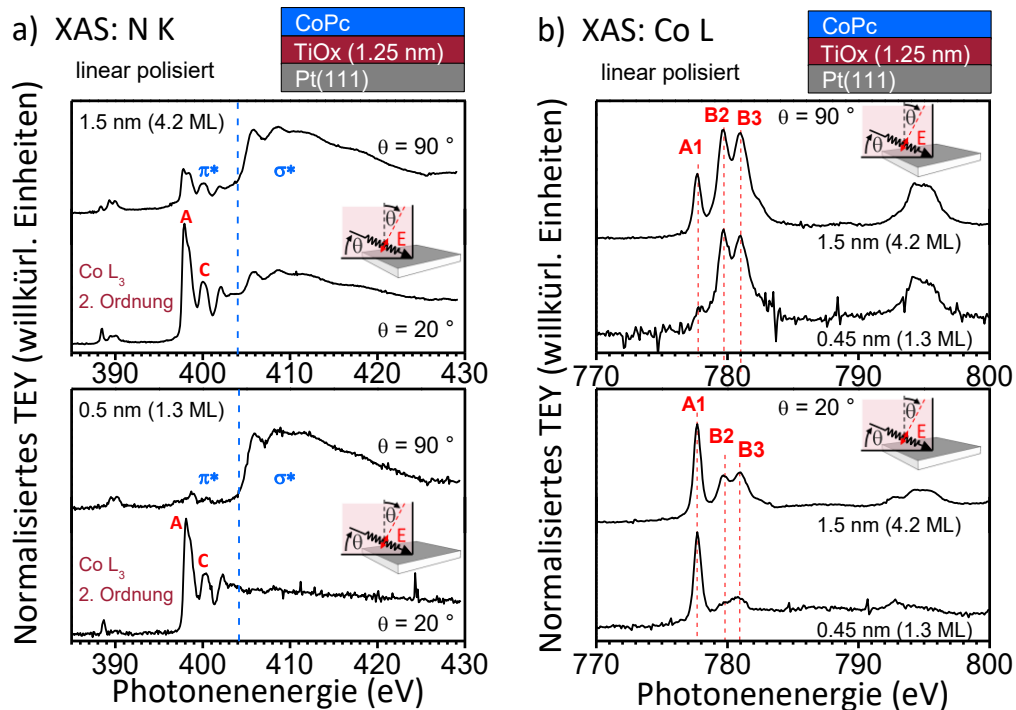 a) XAS: N K
CoPc
TiOx (1.25 nm)
Pt(111)
linear polisiert
Normalisiertes TEY (willkürl. Einheiten)
1.5 nm (4.2 ML)
θ = 90 °
π*
σ*
A
C
θ
θ
E
Co L3
2. Ordnung
θ = 20 °
390
400
410
420
430
0.5 nm (1.3 ML)
θ = 90 °
π*
σ*
A
C
θ
θ
E
Co L3
2. Ordnung
θ = 20 °
390
400
410
420
430
Photonenenergie (eV)
b) XAS: Co L
CoPc
TiOx (1.25 nm)
Pt(111)
linear polisiert
Normalisiertes TEY (willkürl. Einheiten)
B2
B3
θ = 90 °
A1
θ
θ
E
1.5 nm (4.2 ML)
0.45 nm (1.3 ML)
770
780
790
800
A1
θ = 20 °
B2
B3
θ
θ
E
1.5 nm (4.2 ML)
0.45 nm (1.3 ML)
770
780
790
800
Photonenenergie (eV)